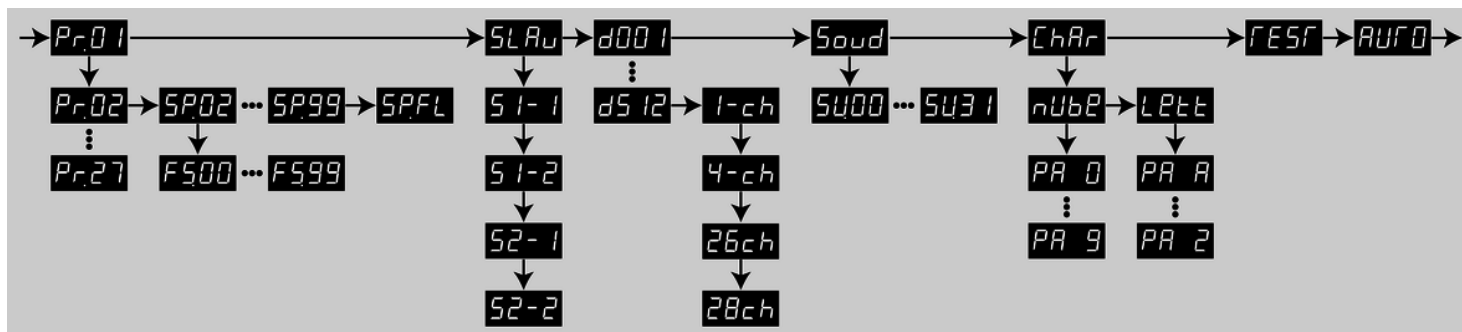 Pr.01 SLAu d001 Soud ChAr TEST AUTO
Pr.02 SP.02 SP.99 SP.FL S1-1 d512 1-ch SU.00 SU.31 nUbE LEtt
Pr.27 FS.00 FS.99 S1-2 4-ch PA 0 PA A
S2-1 26ch PA 9 PA Z
S2-2 28ch